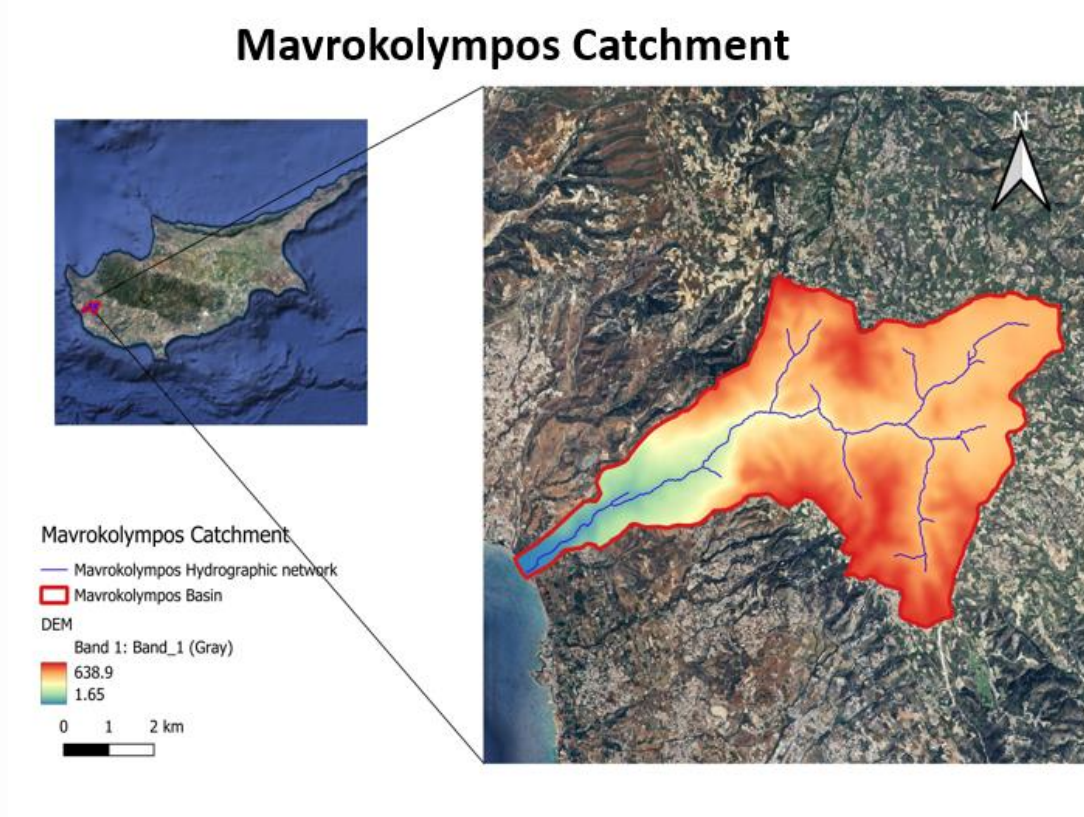 Mavrokolympos Catchment
N
Mavrokolympos Catchment
Mavrokolympos Hydrographic network
Mavrokolympos Basin
DEM
Band 1: Band_1 (Gray)
638.9
1.65
0 1 2 km